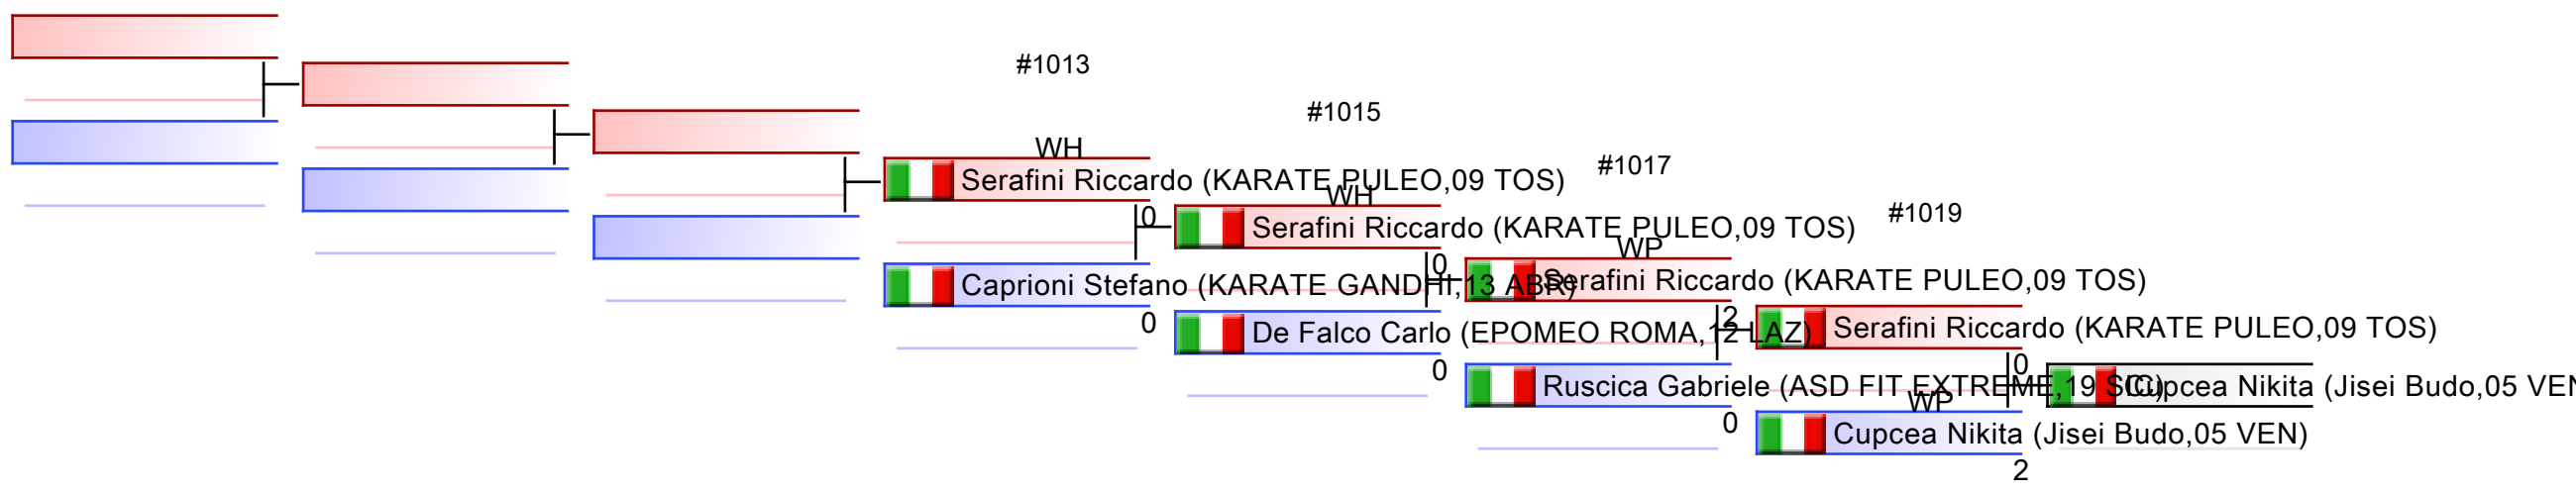 #1013
WH
Serafini Riccardo (KARATE PULEO,09 TOS)
0
Caprioni Stefano (KARATE GANDHI,13 ABR)
0
#1015
WH
Serafini Riccardo (KARATE PULEO,09 TOS)
0
De Falco Carlo (EPOMEO ROMA,12 LAZ)
0
#1017
WP
Serafini Riccardo (KARATE PULEO,09 TOS)
2
Ruscica Gabriele (ASD FIT EXTREME,19 SIC)
0
#1019
Serafini Riccardo (KARATE PULEO,09 TOS)
0
WP
Cupcea Nikita (Jisei Budo,05 VEN)
2
Cupcea Nikita (Jisei Budo,05 VEN